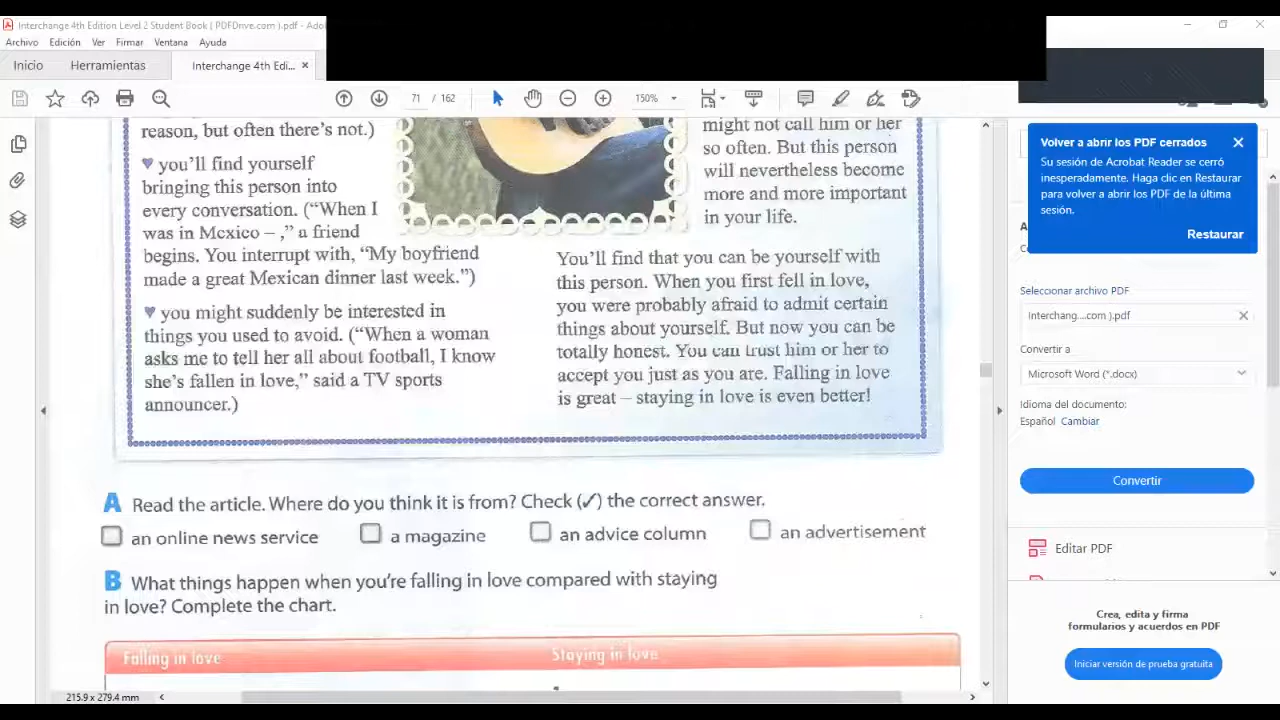 Interchange 4th Edition Level 2 Student Book ( PDFDrive.com ).pdf - Ado
Archivo Edición Ver Firmar Ventana Ayuda
Inicio Herramientas Interchange 4th Edi... ×
71 / 162 150%
reason, but often there's not.)
♥ you'll find yourself
bringing this person into
every conversation. ("When I
was in Mexico – ," a friend
begins. You interrupt with, "My boyfriend
made a great Mexican dinner last week.")
♥ you might suddenly be interested in
things you used to avoid. ("When a woman
asks me to tell her all about football, I know
she's fallen in love," said a TV sports
announcer.)
might not call him or her
so often. But this person
will nevertheless become
more and more important
in your life.
You'll find that you can be yourself with
this person. When you first fell in love,
you were probably afraid to admit certain
things about yourself. But now you can be
totally honest. You can trust him or her to
accept you just as you are. Falling in love
is great – staying in love is even better!
A Read the article. Where do you think it is from? Check (✓) the correct answer.
an online news service a magazine an advice column an advertisement
B What things happen when you're falling in love compared with staying
in love? Complete the chart.
Falling in love Staying in love
215.9 x 279.4 mm
Volver a abrir los PDF cerrados
Su sesión de Acrobat Reader se cerró
inesperadamente. Haga clic en Restaurar
para volver a abrir los PDF de la última
sesión.
Restaurar
Seleccionar archivo PDF
Interchang....com ).pdf
Convertir a
Microsoft Word (*.docx)
Idioma del documento:
Español Cambiar
Convertir
Editar PDF
Crea, edita y firma
formularios y acuerdos en PDF
Iniciar versión de prueba gratuita